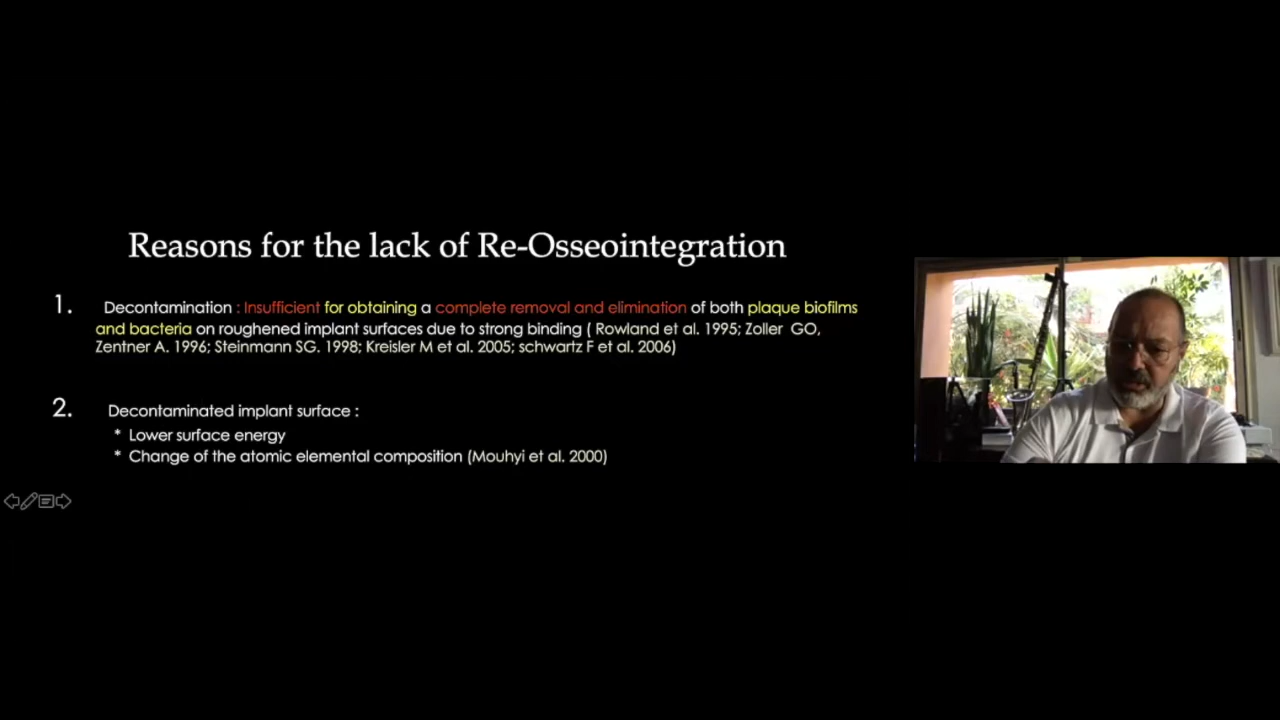 Reasons for the lack of Re-Osseointegration
1. Decontamination : Insufficient for obtaining a complete removal and elimination of both plaque biofilms
and bacteria on roughened implant surfaces due to strong binding ( Rowland et al. 1995; Zoller GO,
Zentner A. 1996; Steinmann SG. 1998; Kreisler M et al. 2005; schwartz F et al. 2006)
2. Decontaminated implant surface :
* Lower surface energy
* Change of the atomic elemental composition (Mouhyi et al. 2000)